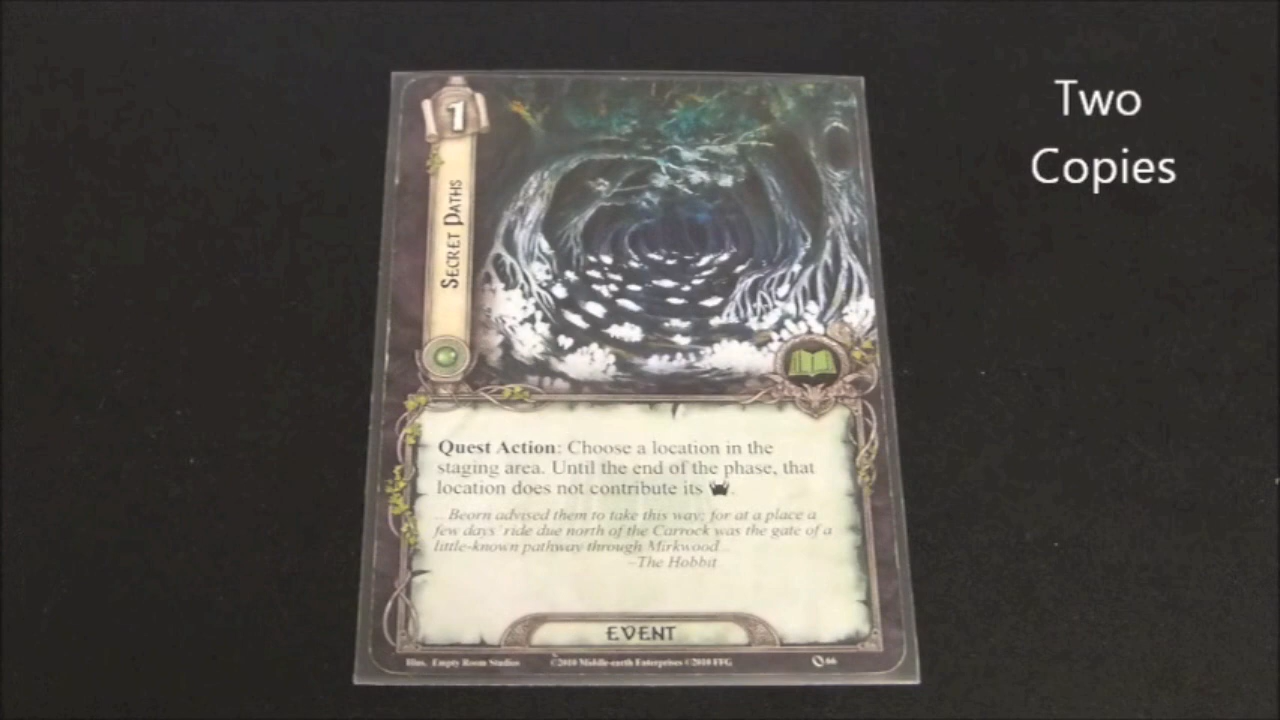 Two
Copies
1
SECRET PATHS
Quest Action: Choose a location in the
staging area. Until the end of the phase, that
location does not contribute its .
... Beorn advised them to take this way; for at a place a
few days' ride due north of the Carrock was the gate of a
little-known pathway through Mirkwood...
–The Hobbit
EVENT
Illus. Empty Room Studios ©2010 Middle-earth Enterprises ©2010 FFG 66